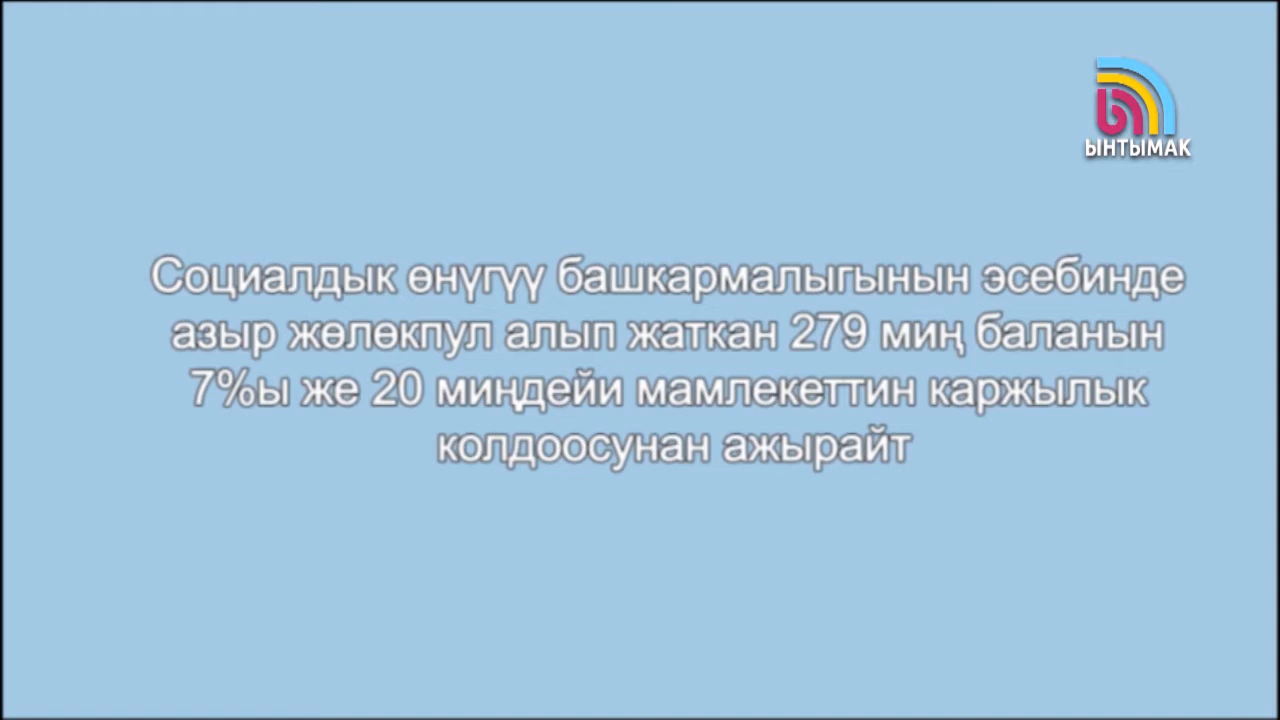 ЫНТЫМАК
Социалдык өнүгүү башкармалыгынын эсебинде
азыр жөлөкпул алып жаткан 279 миң баланын
7%ы же 20 миңдейи мамлекеттин каржылык
колдоосунан ажырайт